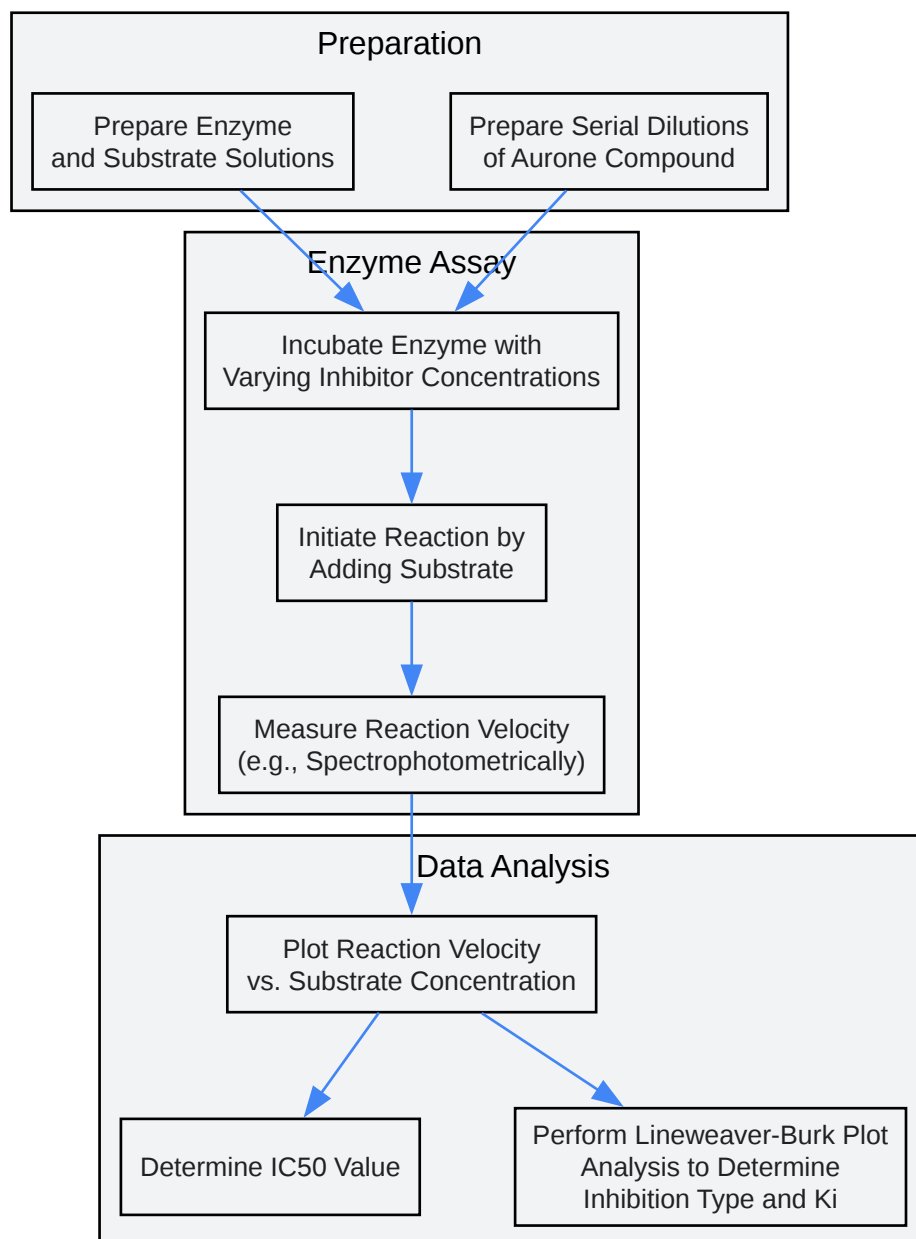 Preparation
Prepare Enzyme
and Substrate Solutions
Prepare Serial Dilutions
of Aurone Compound
Enzyme Assay
Incubate Enzyme with
Varying Inhibitor Concentrations
Initiate Reaction by
Adding Substrate
Measure Reaction Velocity
(e.g., Spectrophotometrically)
Data Analysis
Plot Reaction Velocity
vs. Substrate Concentration
Determine IC50 Value
Perform Lineweaver-Burk Plot
Analysis to Determine
Inhibition Type and Ki